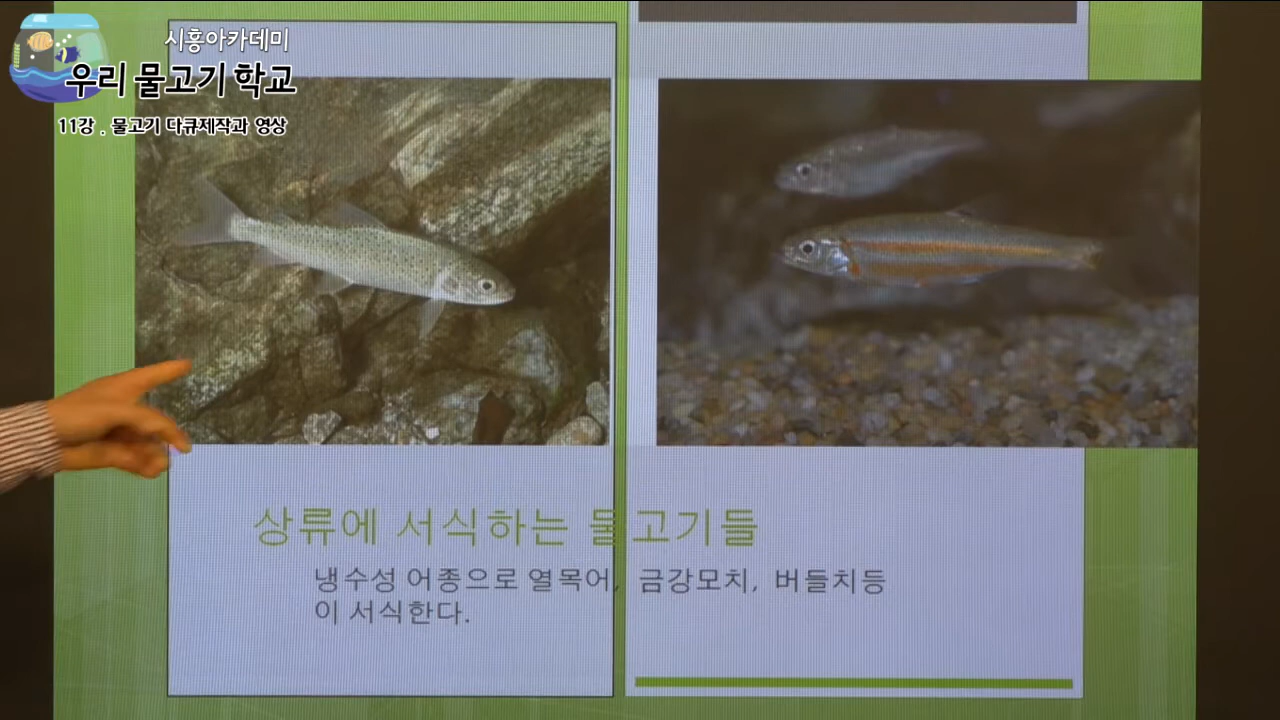 시흥아카데미
우리 물고기 학교
11강 . 물고기 다큐제작과 영상
상류에 서식하는 물고기들
냉수성 어종으로 열목어, 금강모치, 버들치등
이 서식한다.